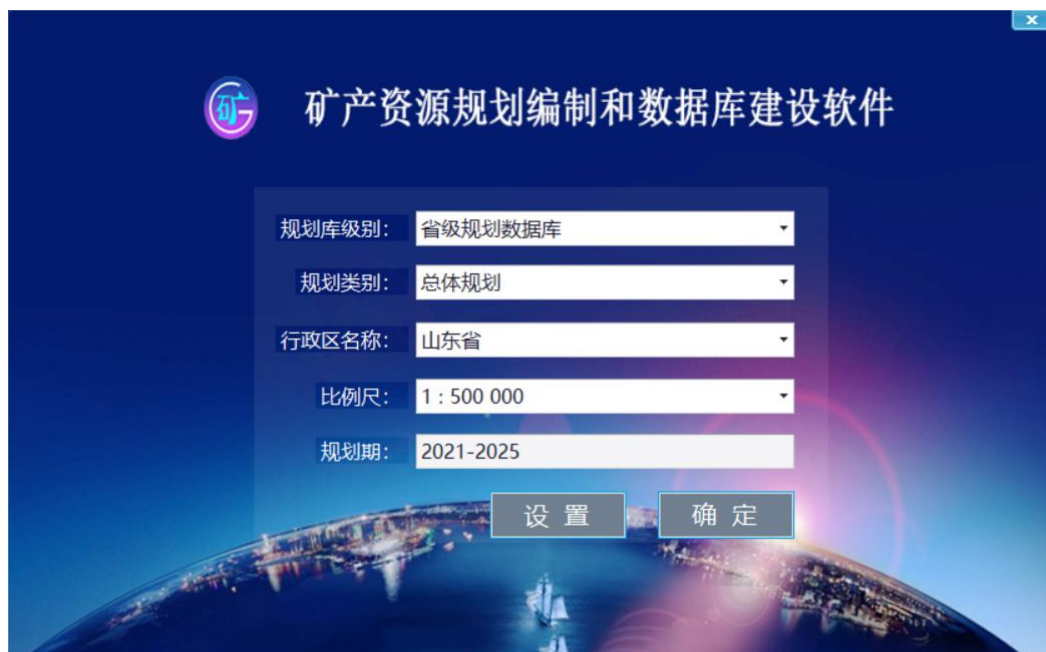 矿
矿产资源规划编制和数据库建设软件
规划库级别： 省级规划数据库
规划类别： 总体规划
行政区名称： 山东省
比例尺： 1 : 500 000
规划期： 2021-2025
设 置 确 定